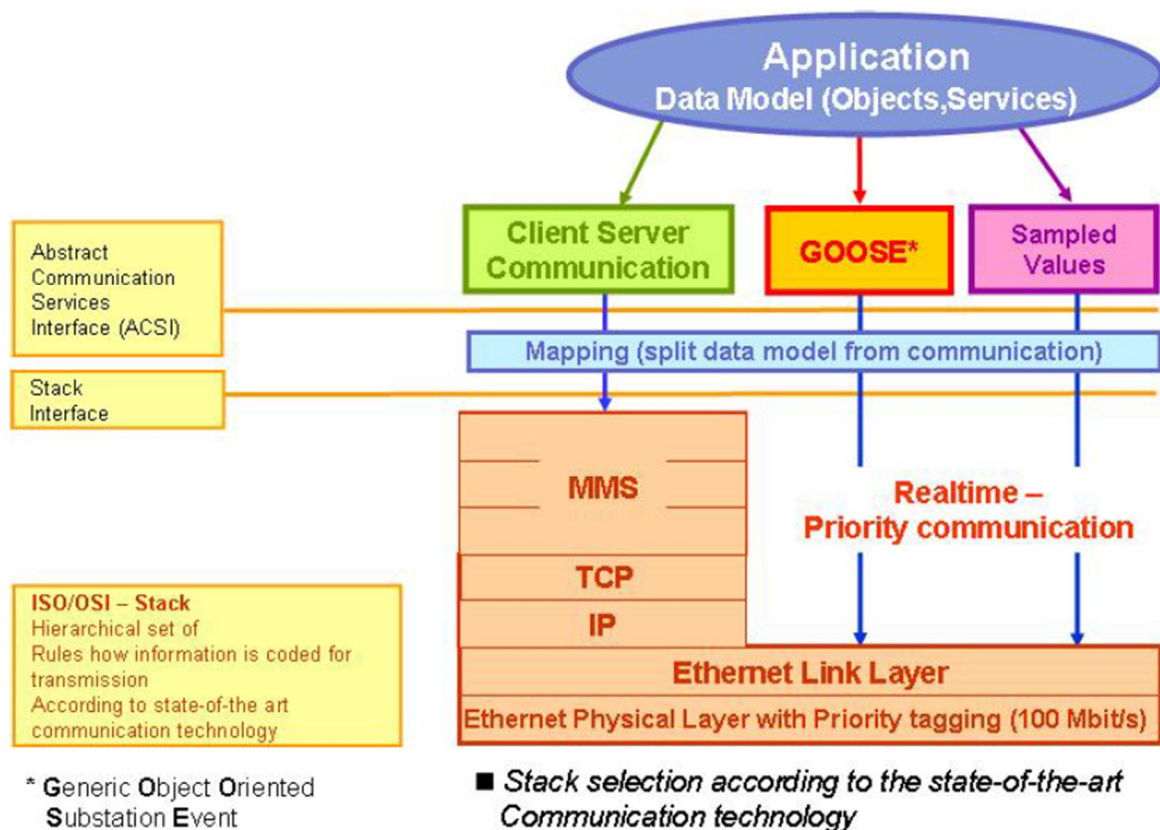 Application
Data Model (Objects,Services)
Client Server
Communication
GOOSE*
Sampled
Values
Abstract
Communication
Services
Interface (ACSI)
Mapping (split data model from communication)
Stack
Interface
MMS
Realtime –
Priority communication
TCP
IP
ISO/OSI – Stack
Hierarchical set of
Rules how information is coded for
transmission
According to state-of-the art
communication technology
Ethernet Link Layer
Ethernet Physical Layer with Priority tagging (100 Mbit/s)
* Generic Object Oriented
Substation Event
■ Stack selection according to the state-of-the-art
Communication technology